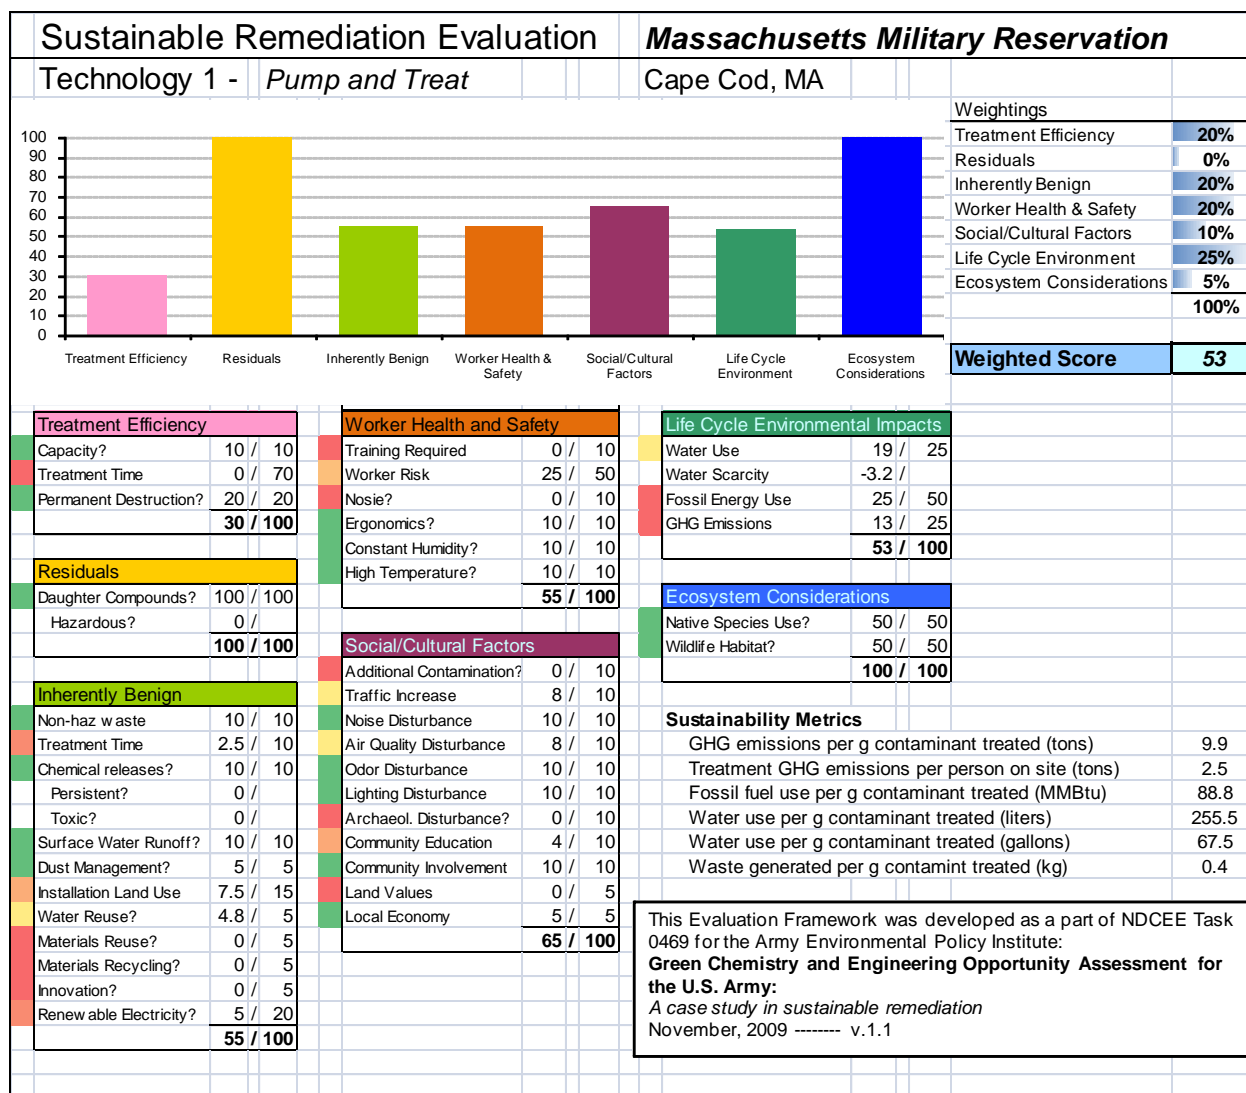 Sustainable Remediation Evaluation
Massachusetts Military Reservation
Technology 1 - Pump and Treat
Cape Cod, MA
100
90
80
70
60
50
40
30
20
10
0
Treatment Efficiency
Residuals
Inherently Benign
Worker Health &
Safety
Social/Cultural
Factors
Life Cycle
Environment
Ecosystem
Considerations
Weightings
Treatment Efficiency 20%
Residuals 0%
Inherently Benign 20%
Worker Health & Safety 20%
Social/Cultural Factors 10%
Life Cycle Environment 25%
Ecosystem Considerations 5%
100%
Weighted Score 53
Treatment Efficiency
Capacity? 10 / 10
Treatment Time 0 / 70
Permanent Destruction? 20 / 20
30 / 100
Residuals
Daughter Compounds? 100 / 100
Hazardous? 0 /
100 / 100
Inherently Benign
Non-haz waste 10 / 10
Treatment Time 2.5 / 10
Chemical releases? 10 / 10
Persistent? 0 /
Toxic? 0 /
Surface Water Runoff? 10 / 10
Dust Management? 5 / 5
Installation Land Use 7.5 / 15
Water Reuse? 4.8 / 5
Materials Reuse? 0 / 5
Materials Recycling? 0 / 5
Innovation? 0 / 5
Renewable Electricity? 5 / 20
55 / 100
Worker Health and Safety
Training Required 0 / 10
Worker Risk 25 / 50
Nosie? 0 / 10
Ergonomics? 10 / 10
Constant Humidity? 10 / 10
High Temperature? 10 / 10
55 / 100
Social/Cultural Factors
Additional Contamination? 0 / 10
Traffic Increase 8 / 10
Noise Disturbance 10 / 10
Air Quality Disturbance 8 / 10
Odor Disturbance 10 / 10
Lighting Disturbance 10 / 10
Archaeol. Disturbance? 0 / 10
Community Education 4 / 10
Community Involvement 10 / 10
Land Values 0 / 5
Local Economy 5 / 5
65 / 100
Life Cycle Environmental Impacts
Water Use 19 / 25
Water Scarcity -3.2 /
Fossil Energy Use 25 / 50
GHG Emissions 13 / 25
53 / 100
Ecosystem Considerations
Native Species Use? 50 / 50
Wildlife Habitat? 50 / 50
100 / 100
Sustainability Metrics
GHG emissions per g contaminant treated (tons) 9.9
Treatment GHG emissions per person on site (tons) 2.5
Fossil fuel use per g contaminant treated (MMBtu) 88.8
Water use per g contaminant treated (liters) 255.5
Water use per g contaminant treated (gallons) 67.5
Waste generated per g contamint treated (kg) 0.4
This Evaluation Framework was developed as a part of NDCEE Task
0469 for the Army Environmental Policy Institute:
Green Chemistry and Engineering Opportunity Assessment for
the U.S. Army:
A case study in sustainable remediation
November, 2009 -------- v.1.1